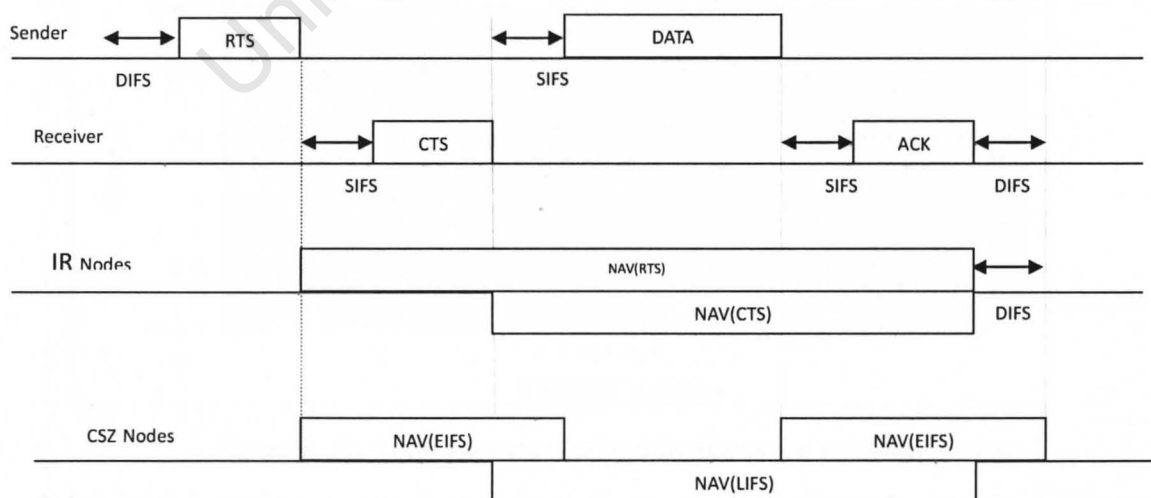 Sender
RTS
DATA
DIFS
SIFS
Receiver
CTS
ACK
SIFS
SIFS
DIFS
IR Nodes
NAV(RTS)
NAV(CTS)
DIFS
CSZ Nodes
NAV(EIFS)
NAV(EIFS)
NAV(LIFS)